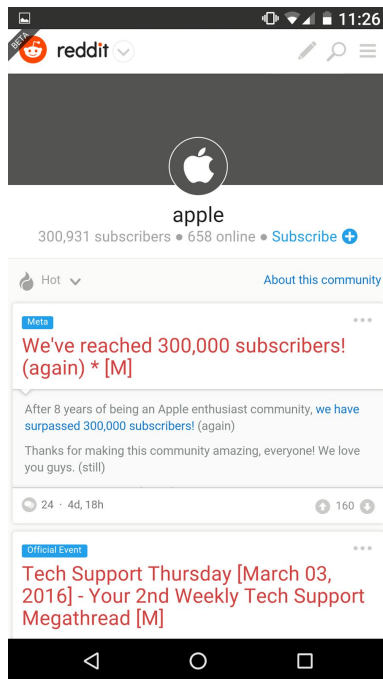 11:26
BETA
reddit
apple
300,931 subscribers ● 658 online ● Subscribe
Hot
About this community
Meta
We've reached 300,000 subscribers!
(again) * [M]
After 8 years of being an Apple enthusiast community, we have
surpassed 300,000 subscribers! (again)
Thanks for making this community amazing, everyone! We love
you guys. (still)
24 · 4d, 18h
160
Official Event
Tech Support Thursday [March 03,
2016] - Your 2nd Weekly Tech Support
Megathread [M]